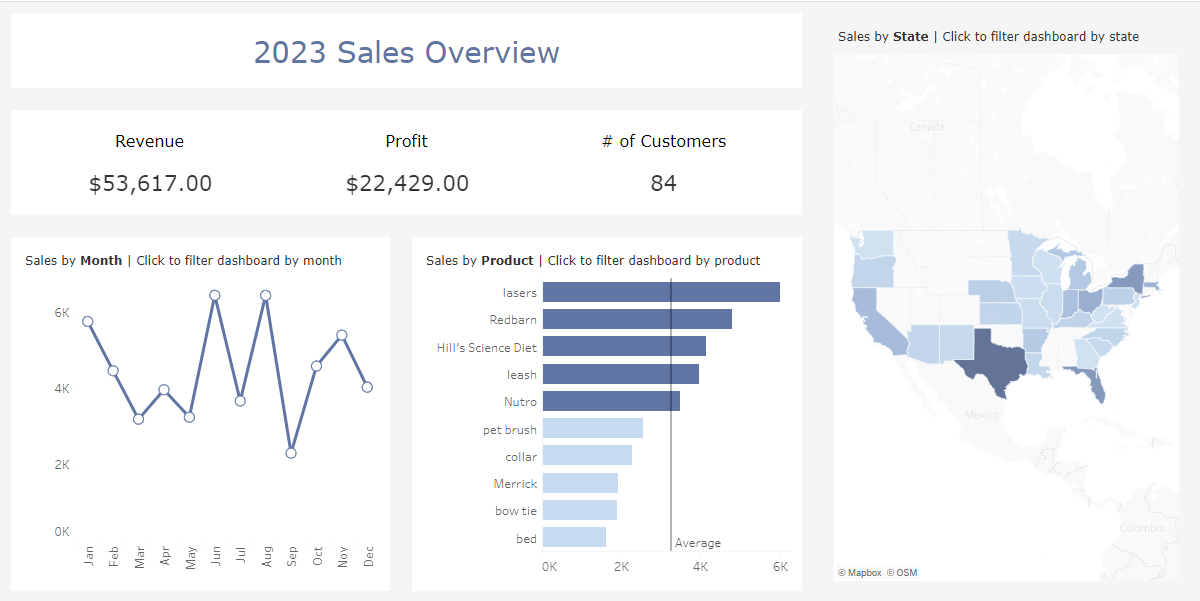 2023 Sales Overview
Revenue
$53,617.00
Profit
$22,429.00
# of Customers
84
Sales by Month | Click to filter dashboard by month
6K
4K
2K
0K
Jan
Feb
Mar
Apr
May
Jun
Jul
Aug
Sep
Oct
Nov
Dec
Sales by Product | Click to filter dashboard by product
lasers
Redbarn
Hill's Science Diet
leash
Nutro
pet brush
collar
Merrick
bow tie
bed
Average
0K
2K
4K
6K
Sales by State | Click to filter dashboard by state
Canada
Mexico
Colombia
© Mapbox © OSM